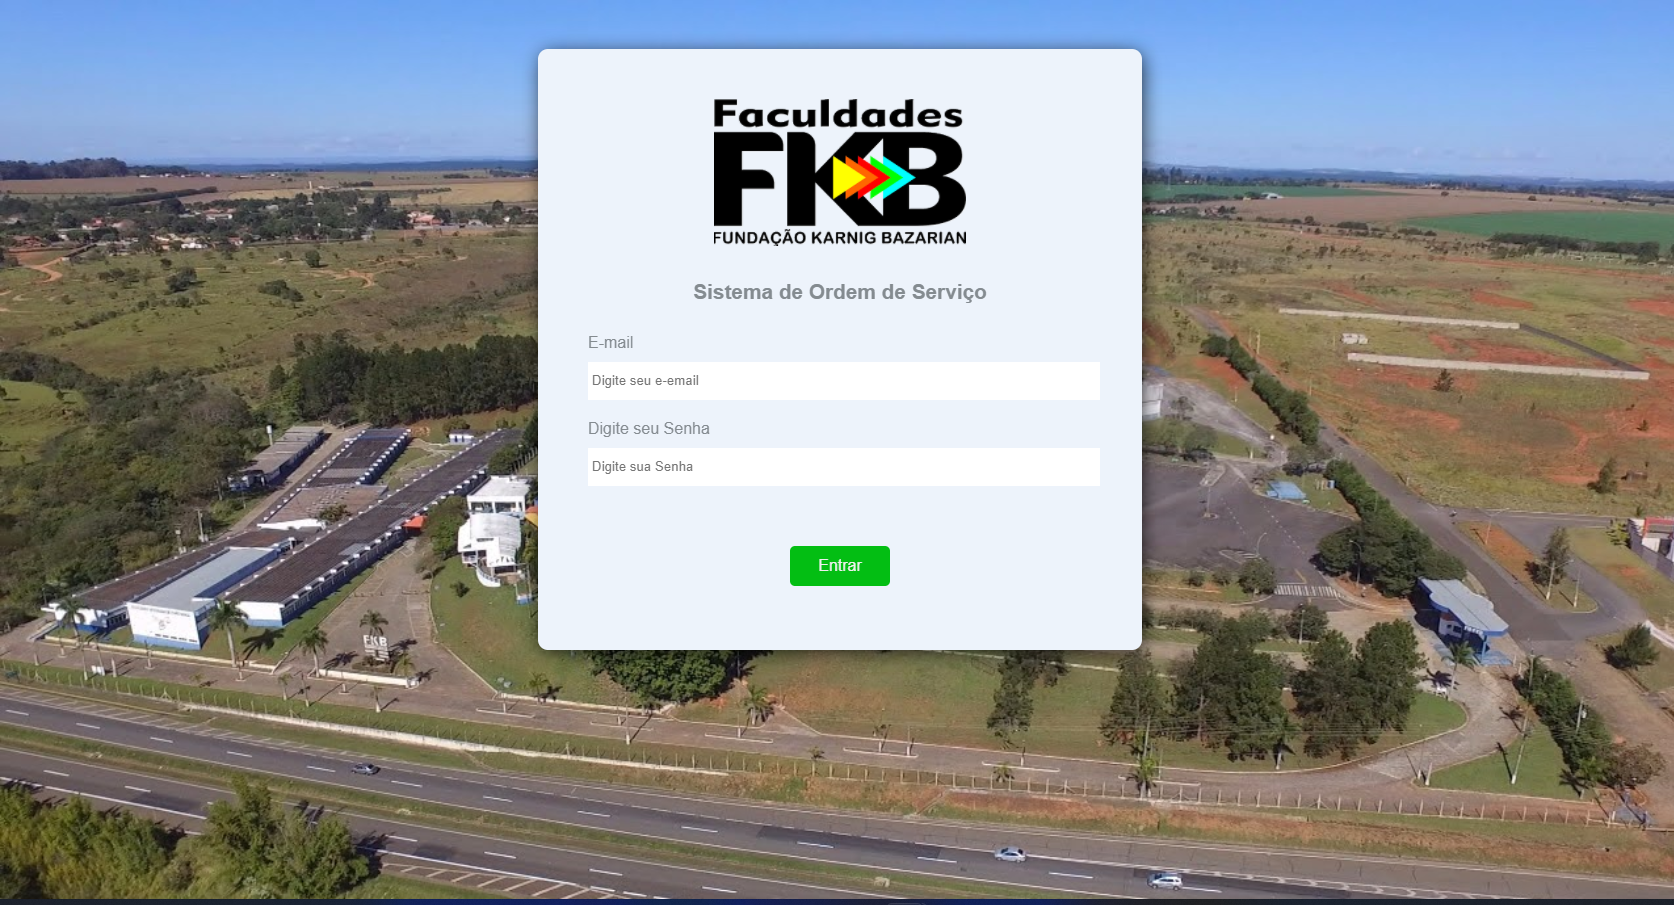 Faculdades
FKB
FUNDAÇÃO KARNIG BAZARIAN
Sistema de Ordem de Serviço
E-mail
Digite seu e-email
Digite seu Senha
Digite sua Senha
Entrar
FKB